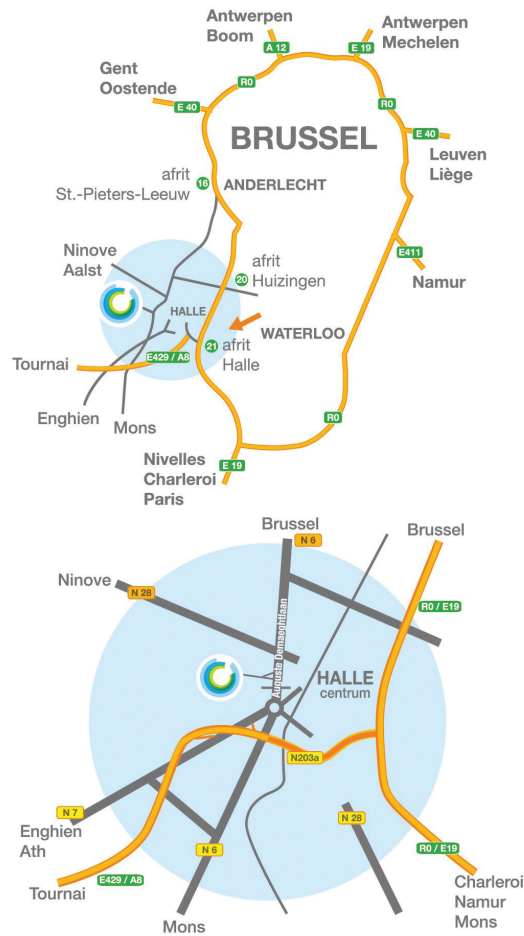 Antwerpen
Boom
Antwerpen
Mechelen
A 12
E 19
Gent
Oostende
R0
R0
E 40
BRUSSEL
E 40
Leuven
Liège
afrit
St.-Pieters-Leeuw
16
ANDERLECHT
Ninove
Aalst
E411
Namur
afrit
Huizingen
20
HALLE
WATERLOO
21
afrit
Halle
Tournai
E429 / A8
Enghien
Mons
R0
Nivelles
Charleroi
Paris
E 19
Brussel
N 6
Brussel
Ninove
N 28
R0 / E19
Auguste Demaeghtlaan
HALLE
centrum
N203a
N 7
Enghien
Ath
N 6
N 28
E429 / A8
Tournai
R0 / E19
Mons
Charleroi
Namur
Mons